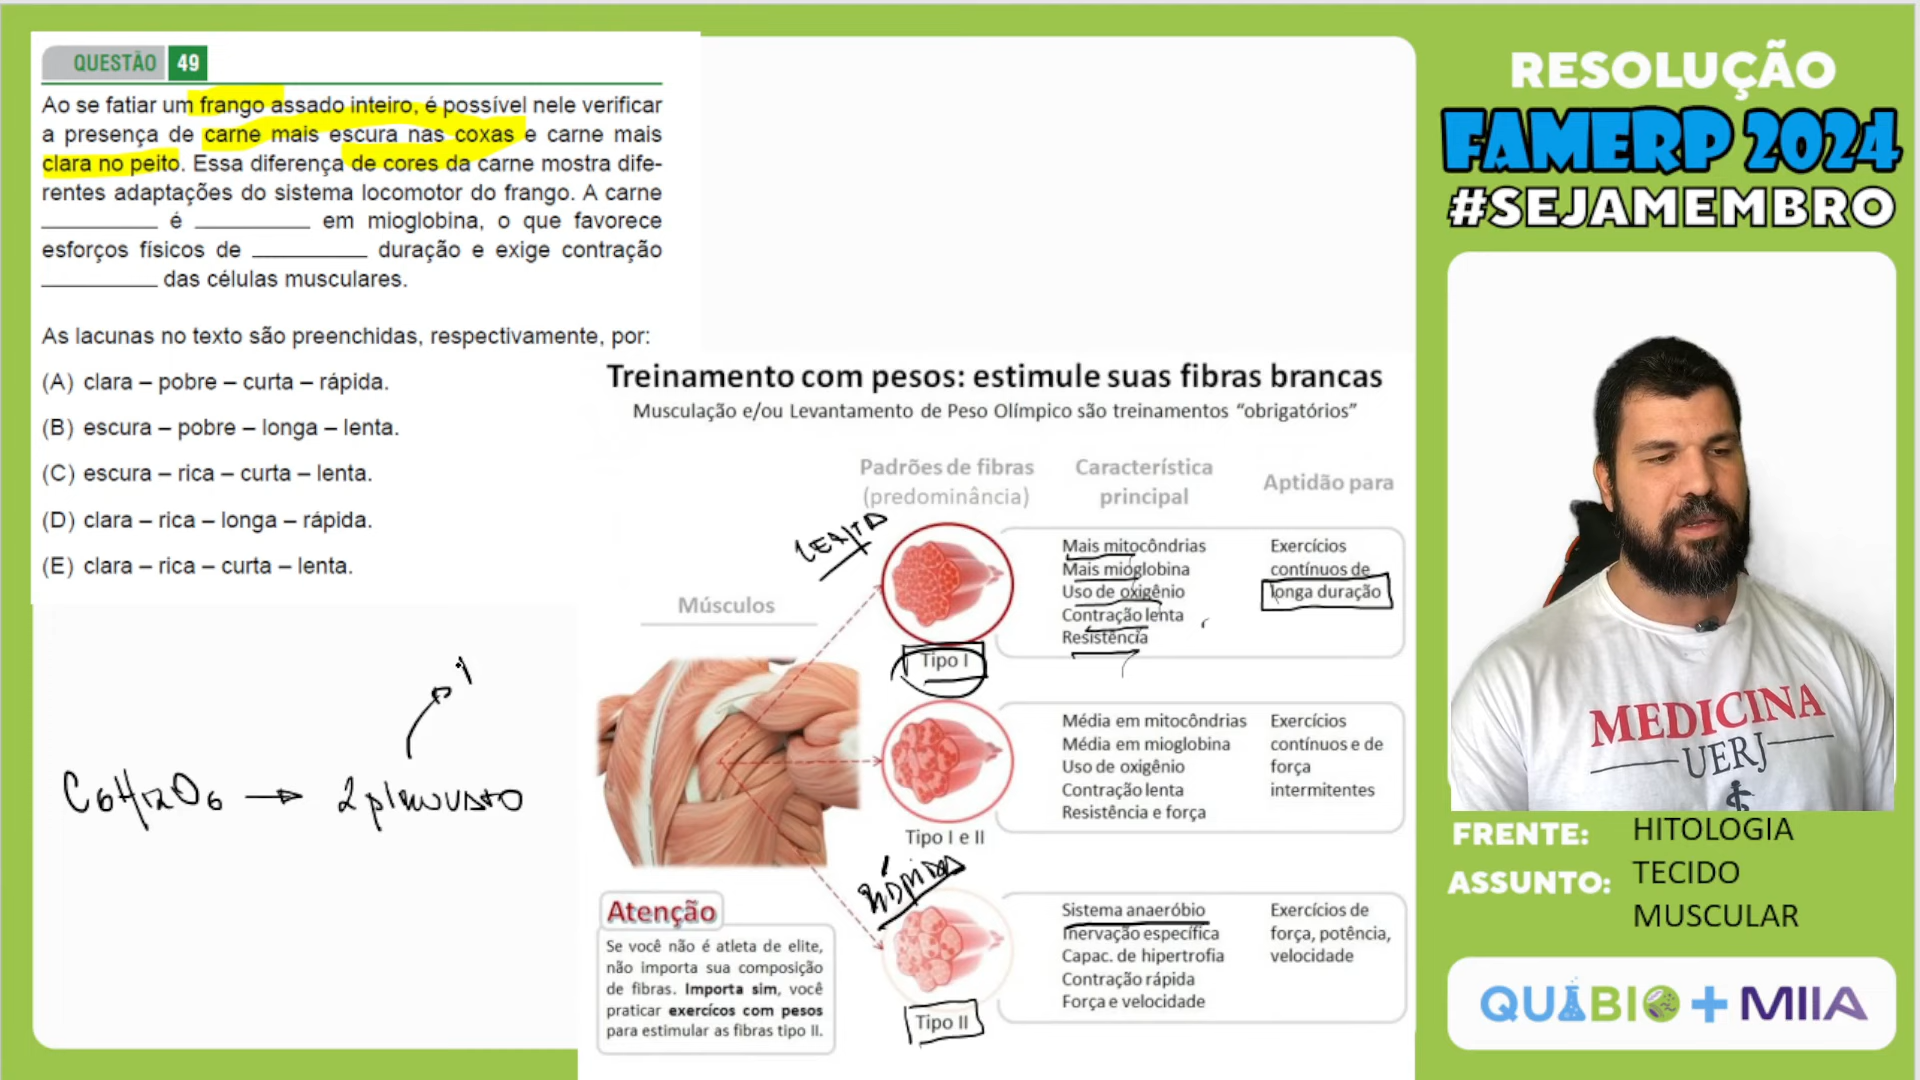 QUESTÃO 49
Ao se fatiar um frango assado inteiro, é possível nele verificar
a presença de carne mais escura nas coxas e carne mais
clara no peito. Essa diferença de cores da carne mostra dife-
rentes adaptações do sistema locomotor do frango. A carne
__________ é __________ em mioglobina, o que favorece
esforços físicos de __________ duração e exige contração
__________ das células musculares.
As lacunas no texto são preenchidas, respectivamente, por:
(A) clara – pobre – curta – rápida.
(B) escura – pobre – longa – lenta.
(C) escura – rica – curta – lenta.
(D) clara – rica – longa – rápida.
(E) clara – rica – curta – lenta.
C6H12O6 → 2 piruvato
Treinamento com pesos: estimule suas fibras brancas
Musculação e/ou Levantamento de Peso Olímpico são treinamentos “obrigatórios”
Músculos
Padrões de fibras
(predominância)
Característica
principal
Aptidão para
LENTA
Tipo I
Mais mitocôndrias
Mais mioglobina
Uso de oxigênio
Contração lenta
Resistência
Exercícios
contínuos de
longa duração
Tipo I e II
Média em mitocôndrias
Média em mioglobina
Uso de oxigênio
Contração lenta
Resistência e força
Exercícios
contínuos e de
força
intermitentes
RÁPIDA
Tipo II
Sistema anaeróbio
Inervação específica
Capac. de hipertrofia
Contração rápida
Força e velocidade
Exercícios de
força, potência,
velocidade
Atenção
Se você não é atleta de elite,
não importa sua composição
de fibras. Importa sim, você
praticar exercícos com pesos
para estimular as fibras tipo II.
RESOLUÇÃO
FAMERP 2024
#SEJAMEMBRO
MEDICINA
UERJ
FRENTE: HITOLOGIA
ASSUNTO: TECIDO
MUSCULAR
QUIBIO + MIIA